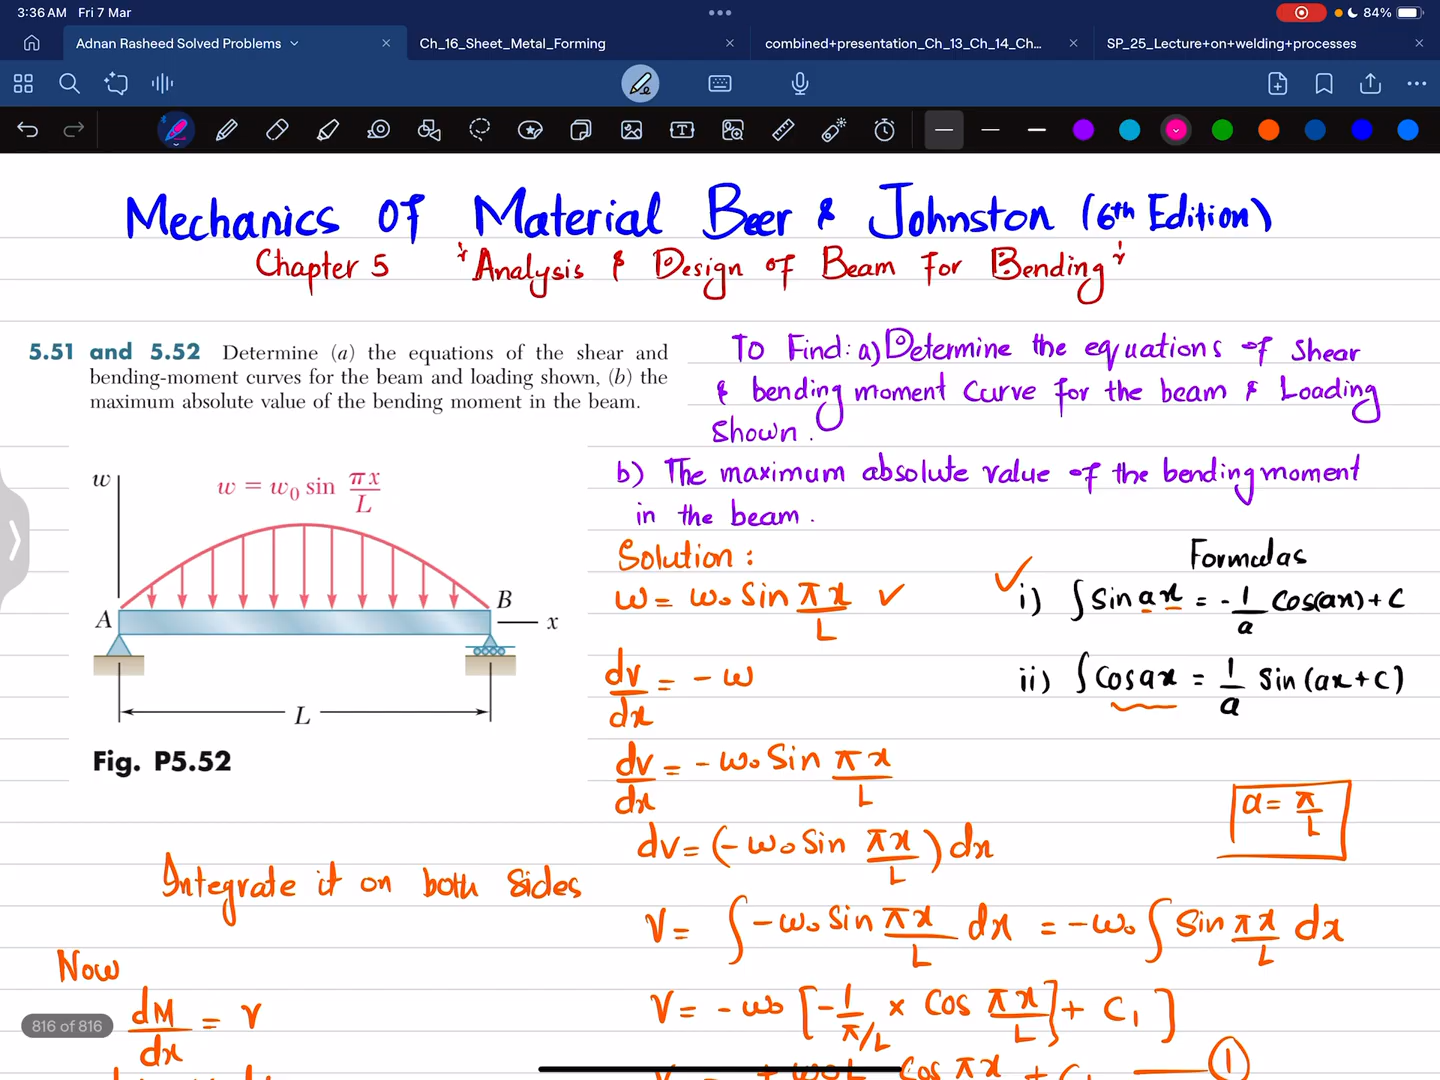 3:36 AM Fri 7 Mar
84%
Adnan Rasheed Solved Problems
Ch_16_Sheet_Metal_Forming
combined+presentation_Ch_13_Ch_14_Ch...
SP_25_Lecture+on+welding+processes
Mechanics Of Material Beer & Johnston (6th Edition)
Chapter 5 "Analysis & Design of Beam For Bending"
5.51 and 5.52 Determine (a) the equations of the shear and
bending-moment curves for the beam and loading shown, (b) the
maximum absolute value of the bending moment in the beam.
To Find: a) Determine the equations of Shear
& bending moment Curve for the beam & Loading
Shown.
b) The maximum absolute value of the bending moment
in the beam.
w
w = w₀ sin πx/L
A
B
x
L
Fig. P5.52
Solution:
w = w₀ Sin πx/L ✓
dv/dx = - w
dv/dx = - w₀ Sin πx/L
dv = (- w₀ Sin πx/L) dx
✓ Formulas
i) ∫ Sin ax = - 1/a Cos(ax) + C
ii) ∫ Cos ax = 1/a Sin (ax + C)
a = π/L
Integrate it on both sides
V = ∫ - w₀ Sin πx/L dx = - w₀ ∫ Sin πx/L dx
V = - w₀ [ - 1/π/L × Cos πx/L ] + C₁ ]
Now
dM/dx = V
816 of 816
Cos πx
①